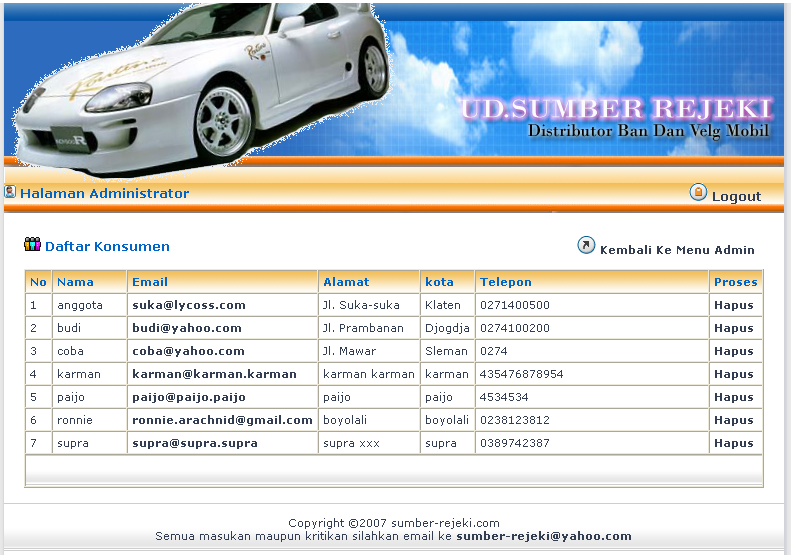 UD.SUMBER REJEKI
Distributor Ban Dan Velg Mobil
Halaman Administrator Logout
Daftar Konsumen Kembali Ke Menu Admin
No Nama Email Alamat kota Telepon Proses
1 anggota suka@lycoss.com Jl. Suka-suka Klaten 0271400500 Hapus
2 budi budi@yahoo.com Jl. Prambanan Djogdja 0274100200 Hapus
3 coba coba@yahoo.com Jl. Mawar Sleman 0274 Hapus
4 karman karman@karman.karman karman karman karman 435476878954 Hapus
5 paijo paijo@paijo.paijo paijo paijo 4534534 Hapus
6 ronnie ronnie.arachnid@gmail.com boyolali boyolali 0238123812 Hapus
7 supra supra@supra.supra supra xxx supra 0389742387 Hapus
Copyright ©2007 sumber-rejeki.com
Semua masukan maupun kritikan silahkan email ke sumber-rejeki@yahoo.com